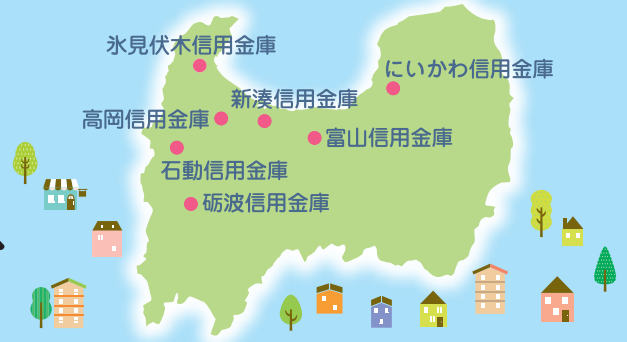 氷見伏木信用金庫
にいかわ信用金庫
新湊信用金庫
高岡信用金庫
富山信用金庫
石動信用金庫
砺波信用金庫